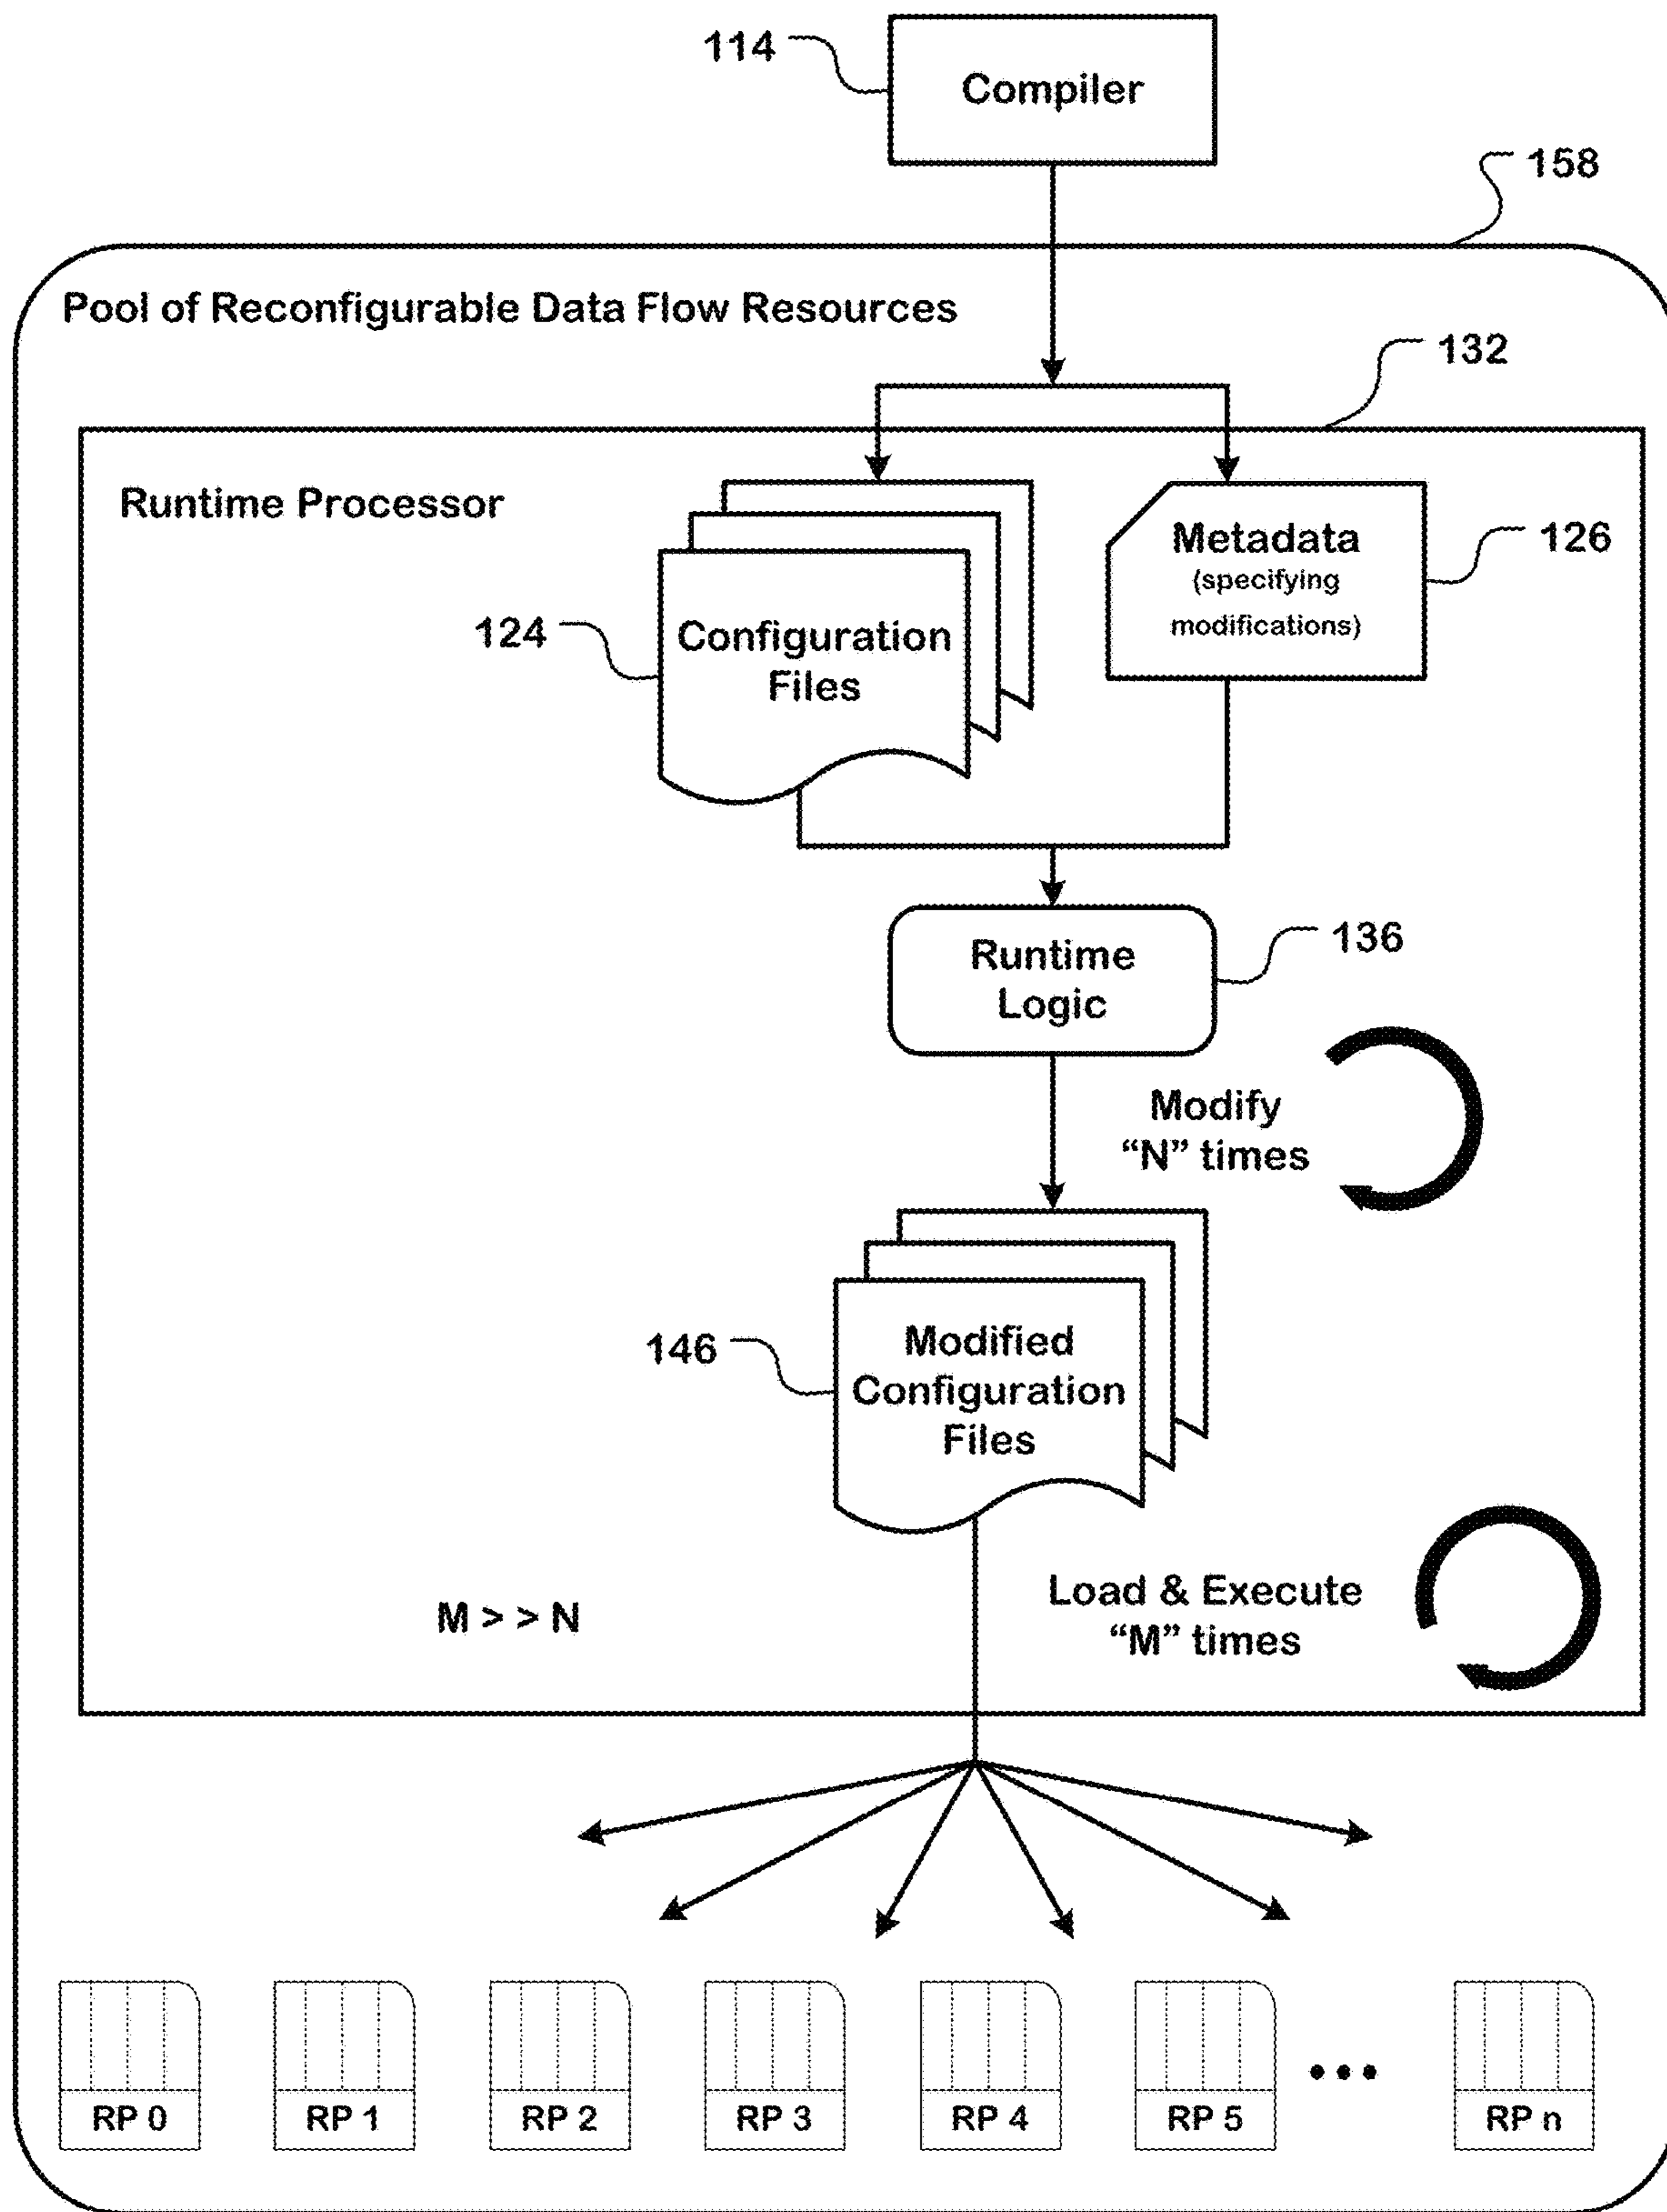 114
Compiler
158
Pool of Reconfigurable Data Flow Resources
132
Runtime Processor
Metadata
(specifying
modifications)
126
124
Configuration
Files
Runtime
Logic
136
Modify
“N” times
146
Modified
Configuration
Files
M > > N
Load & Execute
“M” times
RP 0
RP 1
RP 2
RP 3
RP 4
RP 5
•••
RP n